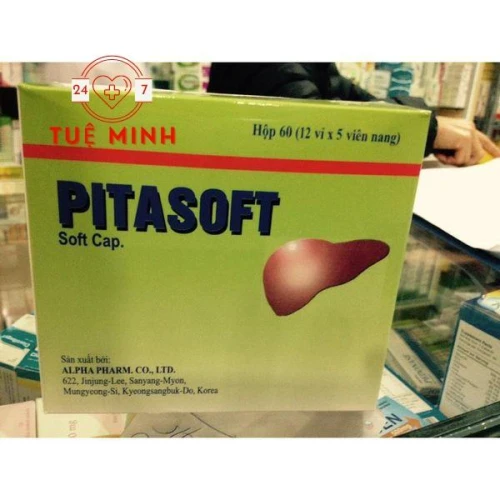 24 7
TUỆ MINH
Hộp 60 (12 vỉ x 5 viên nang)
PITASOFT
Soft Cap.
Sản xuất bởi:
ALPHA PHARM. CO., LTD.
622, Jinjung-Lee, Sanyang-Myon,
Mungyeong-Si, Kyeongsangbuk-Do, Korea